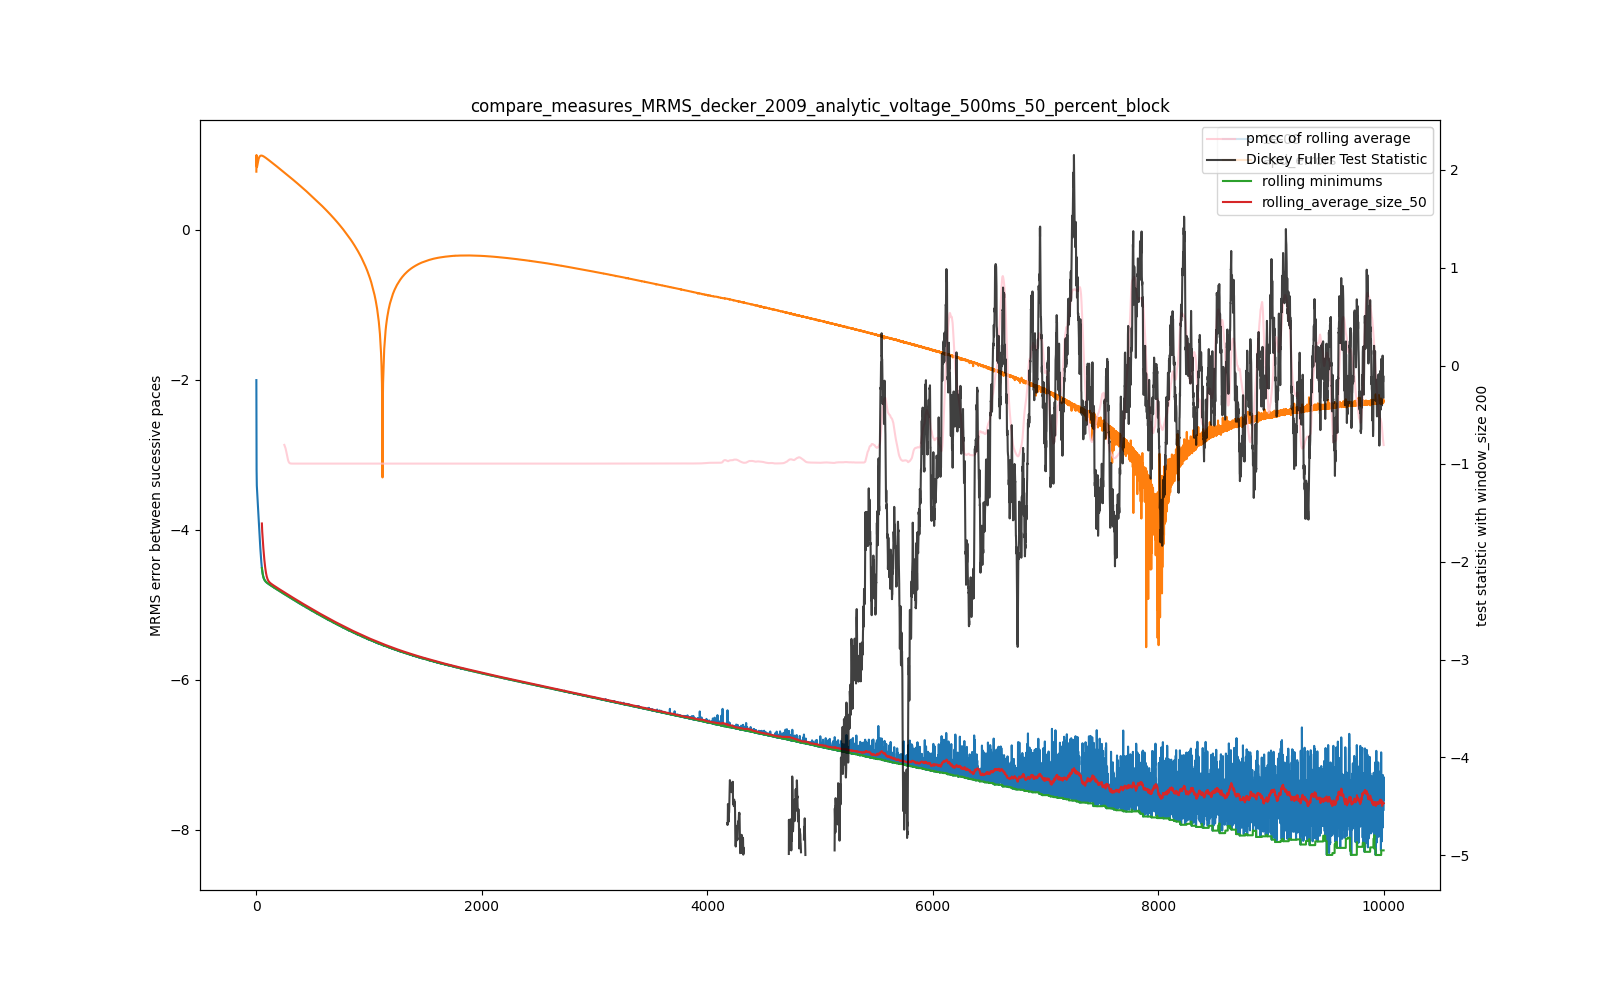 compare_measures_MRMS_decker_2009_analytic_voltage_500ms_50_percent_block
pmcc of rolling average
Dickey Fuller Test Statistic
rolling minimums
rolling_average_size_50
MRMS error between sucessive paces
0
−2
−4
−6
−8
0
2000
4000
6000
8000
10000
2
1
0
−1
−2
−3
−4
−5
test statistic with window_size 200